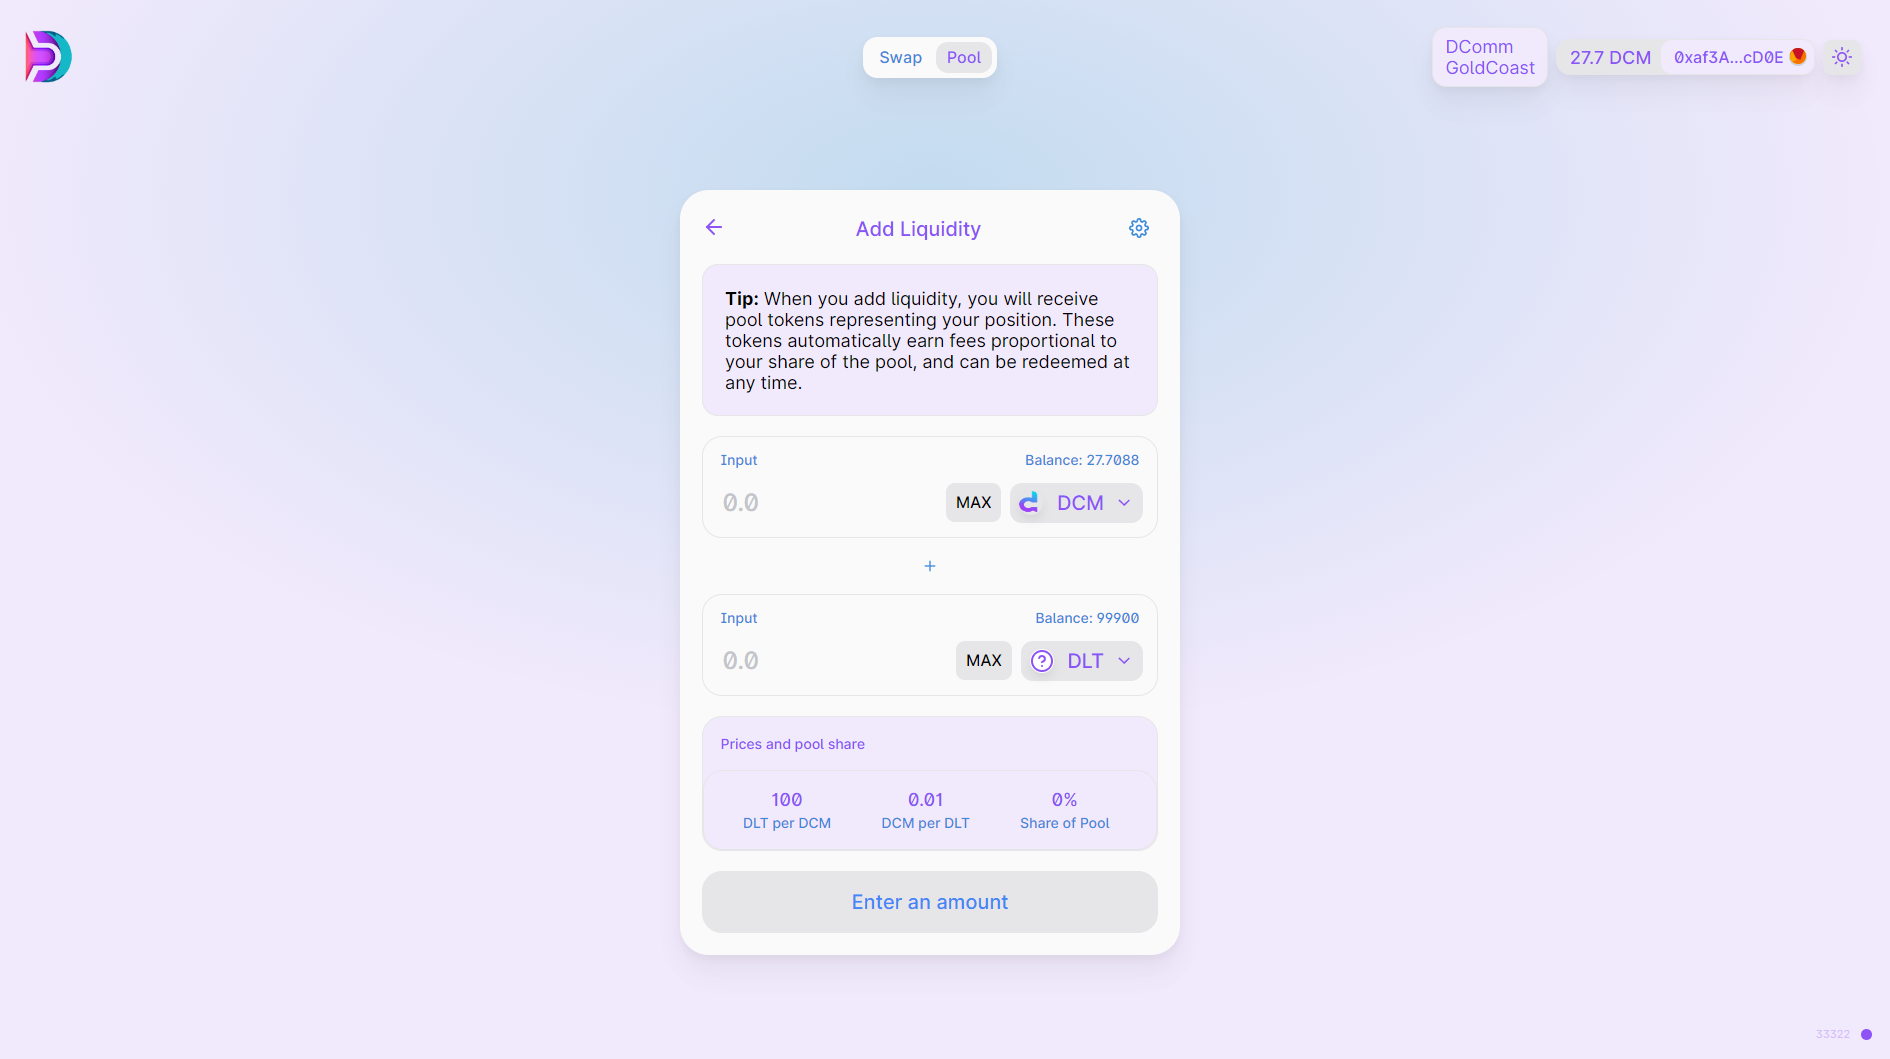 Swap
Pool
DComm
GoldCoast
27.7 DCM
0xaf3A...cD0E
Add Liquidity
Tip: When you add liquidity, you will receive
pool tokens representing your position. These
tokens automatically earn fees proportional to
your share of the pool, and can be redeemed at
any time.
Input
Balance: 27.7088
0.0
MAX
DCM
+
Input
Balance: 99900
0.0
MAX
DLT
Prices and pool share
100
DLT per DCM
0.01
DCM per DLT
0%
Share of Pool
Enter an amount
33322